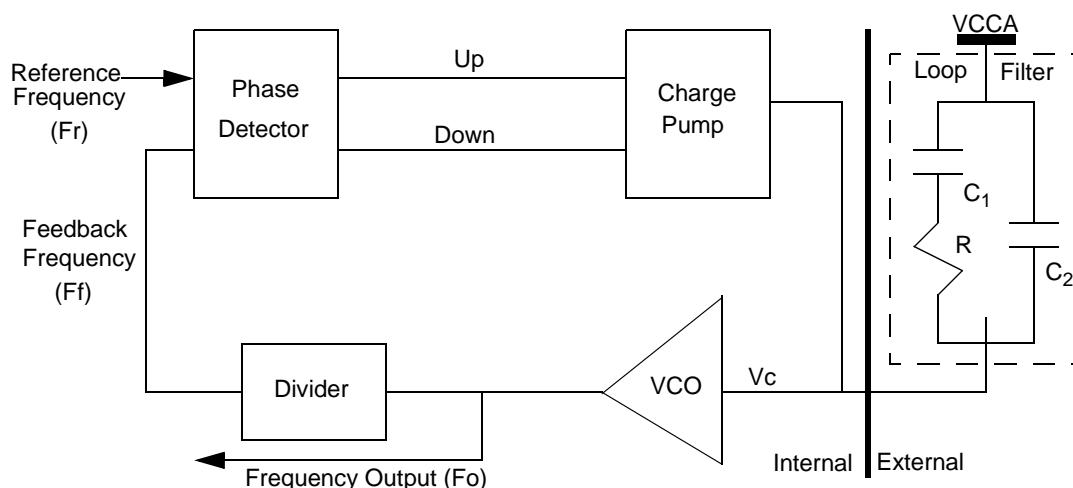 VCCA
Loop Filter
Reference
Frequency
(Fr)
Phase
Detector
Up
Down
Charge
Pump
C1
R
C2
Feedback
Frequency
(Ff)
Divider
VCO
Vc
Frequency Output (Fo)
Internal
External